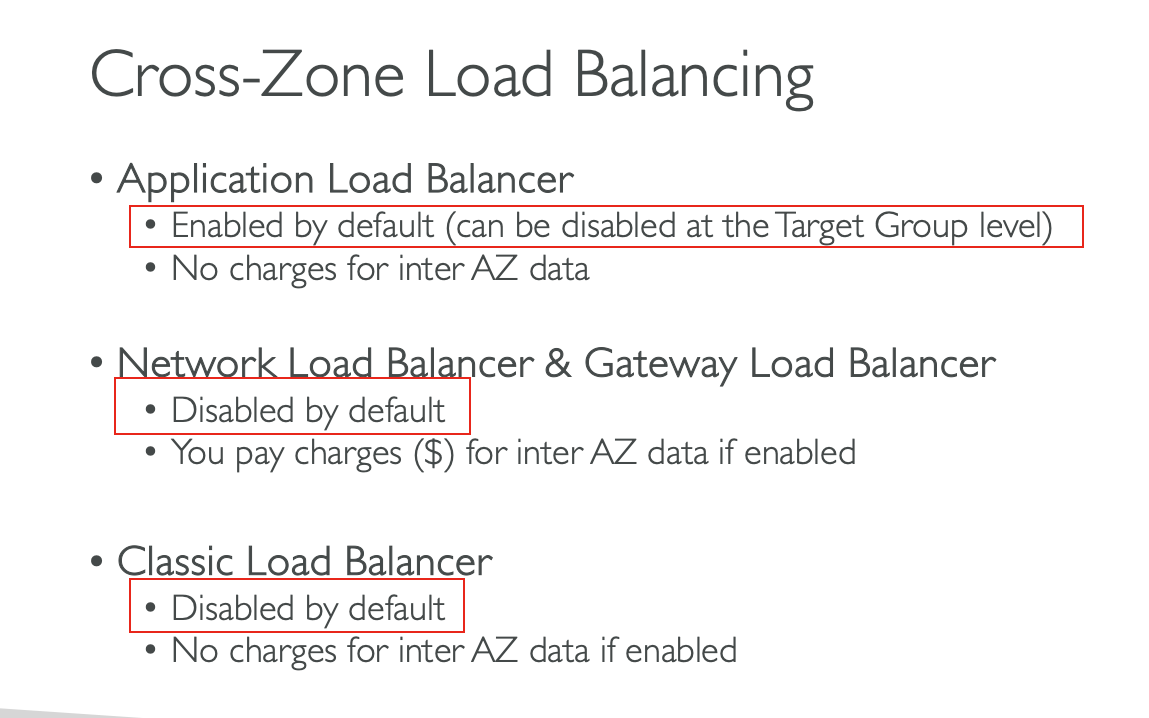 Cross-Zone Load Balancing
• Application Load Balancer
• Enabled by default (can be disabled at the Target Group level)
• No charges for inter AZ data
• Network Load Balancer & Gateway Load Balancer
• Disabled by default
• You pay charges ($) for inter AZ data if enabled
• Classic Load Balancer
• Disabled by default
• No charges for inter AZ data if enabled